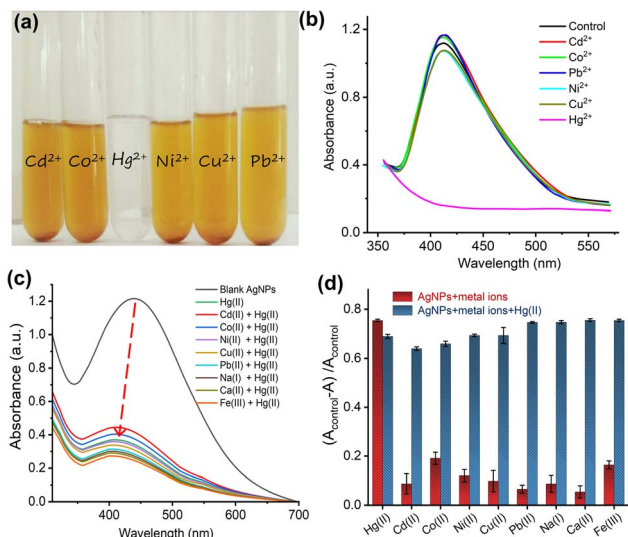 (a)
Cd2+ Co2+ Hg2+ Ni2+ Cu2+ Pb2+
(b)
Absorbance (a.u.)
1.2
0.8
0.4
0.0
350 400 450 500 550
Wavelength (nm)
Control
Cd2+
Co2+
Pb2+
Ni2+
Cu2+
Hg2+
(c)
Absorbance (a.u.)
1.2
1.0
0.8
0.6
0.4
0.2
0.0
400 500 600 700
Wavelength (nm)
Blank AgNPs
Hg(II)
Cd(II) + Hg(II)
Co(II) + Hg(II)
Ni(II) + Hg(II)
Cu(II) + Hg(II)
Pb(II) + Hg(II)
Na(I) + Hg(II)
Ca(II) + Hg(II)
Fe(III) + Hg(II)
(d)
AgNPs+metal ions
AgNPs+metal ions+Hg(II)
(Acontrol-A) /Acontrol
0.8
0.6
0.4
0.2
0.0
Hg(II) Cd(II) Co(II) Ni(II) Cu(II) Pb(II) Na(I) Ca(II) Fe(III)